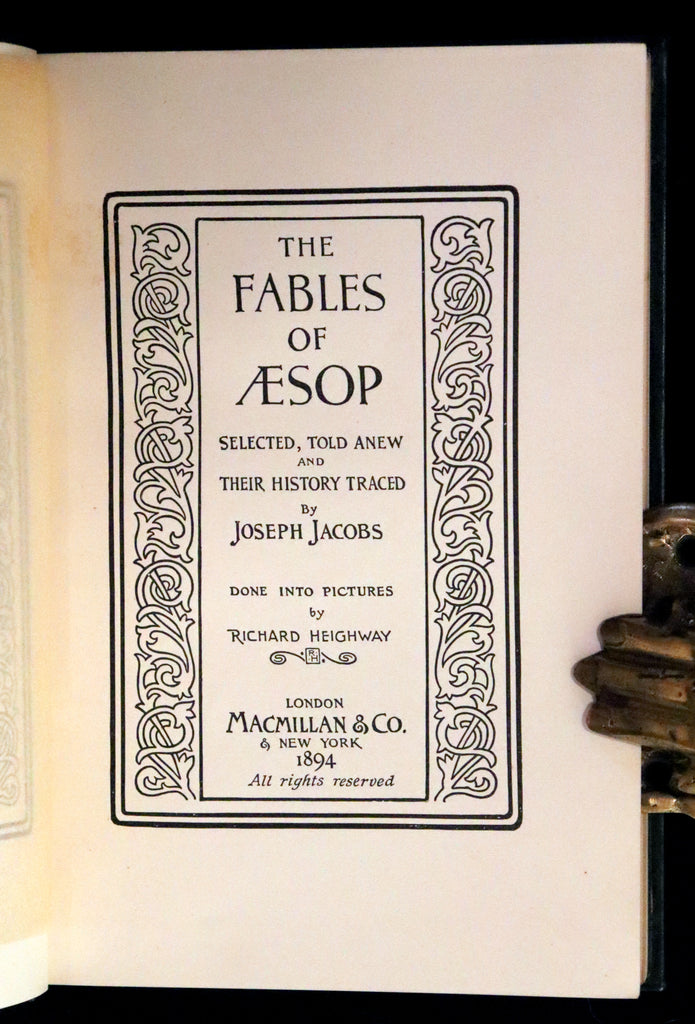 THE
FABLES
OF
ÆSOP
SELECTED, TOLD ANEW
AND
THEIR HISTORY TRACED
By
JOSEPH JACOBS
DONE INTO PICTURES
by
RICHARD HEIGHWAY
RH
LONDON
MACMILLAN & CO.
& NEW YORK
1894
All rights reserved